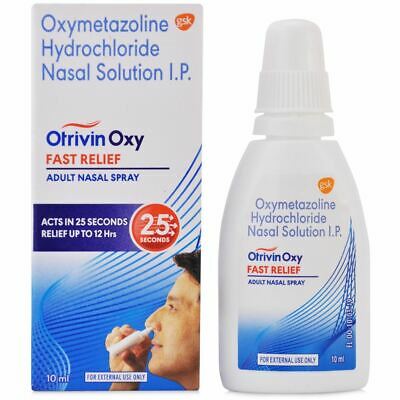 gsk
Oxymetazoline
Hydrochloride
Nasal Solution I.P.
Otrivin Oxy
FAST RELIEF
ADULT NASAL SPRAY
ACTS IN 25 SECONDS
RELIEF UP TO 12 Hrs
25
SECONDS
10 ml
FOR EXTERNAL USE ONLY
gsk
Oxymetazoline
Hydrochloride
Nasal Solution I.P.
Otrivin Oxy
FAST RELIEF
ADULT NASAL SPRAY
FOR EXTERNAL USE ONLY
10 ml